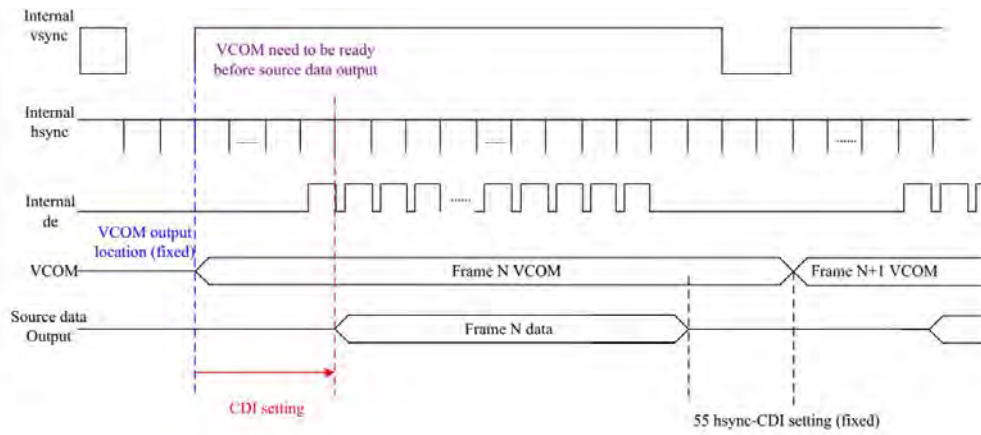 Internal
vsync
VCOM need to be ready
before source data output
Internal
hsync
......
......
......
Internal
de
......
VCOM output
location (fixed)
VCOM
Frame N VCOM
Frame N+1 VCOM
Source data
Output
Frame N data
CDI setting
55 hsync-CDI setting (fixed)